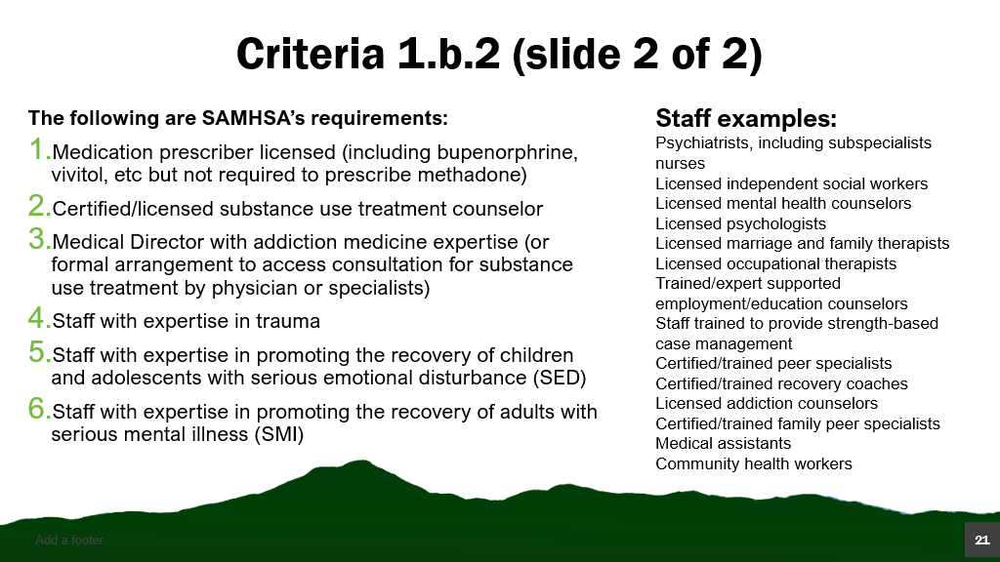 Criteria 1.b.2 (slide 2 of 2)
The following are SAMHSA’s requirements:
1.Medication prescriber licensed (including bupenorphrine,
vivitol, etc but not required to prescribe methadone)
2.Certified/licensed substance use treatment counselor
3.Medical Director with addiction medicine expertise (or
formal arrangement to access consultation for substance
use treatment by physician or specialists)
4.Staff with expertise in trauma
5.Staff with expertise in promoting the recovery of children
and adolescents with serious emotional disturbance (SED)
6.Staff with expertise in promoting the recovery of adults with
serious mental illness (SMI)
Staff examples:
Psychiatrists, including subspecialists
nurses
Licensed independent social workers
Licensed mental health counselors
Licensed psychologists
Licensed marriage and family therapists
Licensed occupational therapists
Trained/expert supported
employment/education counselors
Staff trained to provide strength-based
case management
Certified/trained peer specialists
Certified/trained recovery coaches
Licensed addiction counselors
Certified/trained family peer specialists
Medical assistants
Community health workers
Add a footer
21